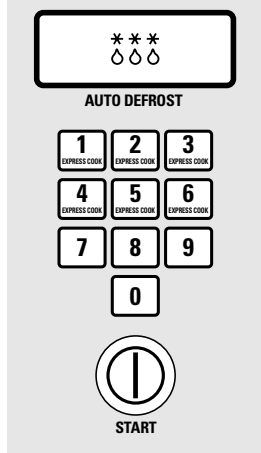 AUTO DEFROST
1 2 3
EXPRESS COOK EXPRESS COOK EXPRESS COOK
4 5 6
EXPRESS COOK EXPRESS COOK EXPRESS COOK
7 8 9
0
START